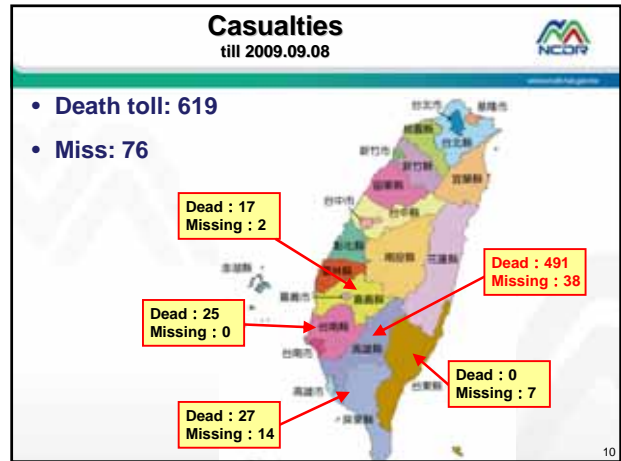 Casualties
till 2009.09.08
NCDR
• Death toll: 619
• Miss: 76
台北市
基隆市
桃園縣
台北縣
新竹市
新竹縣
宜蘭縣
苗栗縣
台中市
台中縣
Dead：17
Missing：2
彰化縣
南投縣
花蓮縣
澎湖縣
雲林縣
Dead：491
Missing：38
嘉義市
嘉義縣
Dead：25
Missing：0
台南縣
台南市
高雄縣
Dead：0
Missing：7
高雄市
台東縣
Dead：27
Missing：14
屏東縣
10